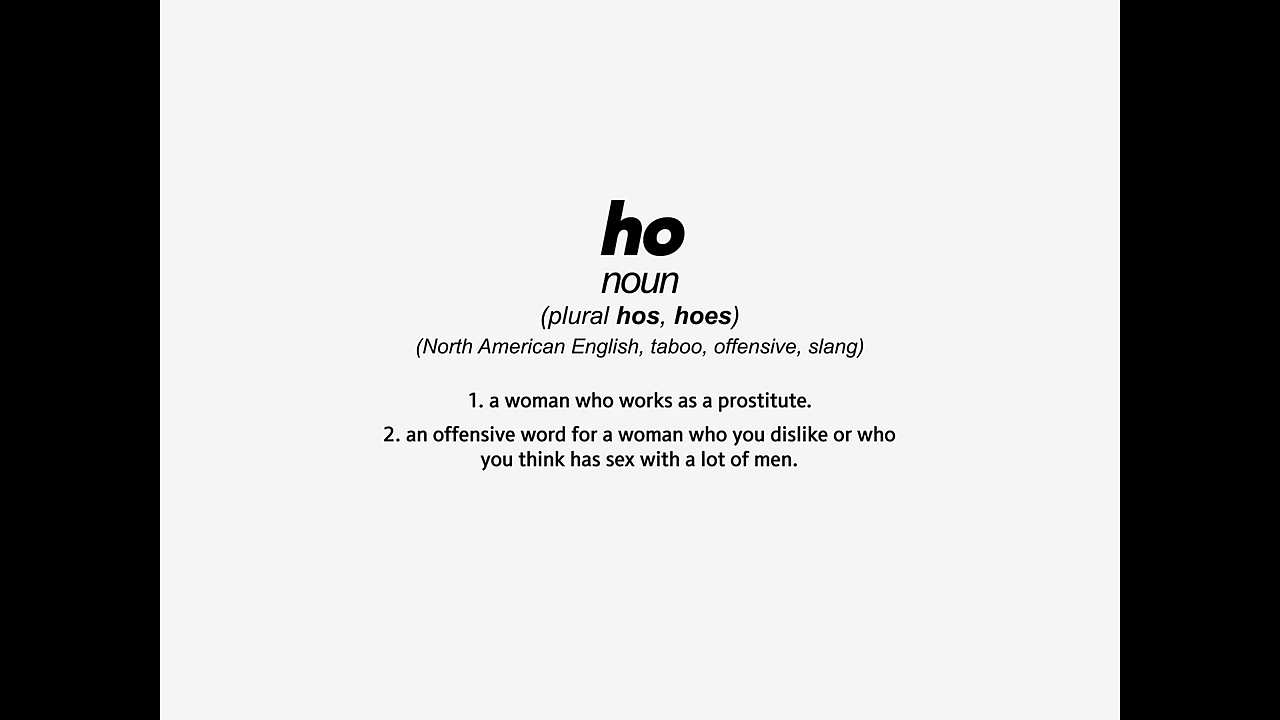 ho
noun
(plural hos, hoes)
(North American English, taboo, offensive, slang)
1. a woman who works as a prostitute.
2. an offensive word for a woman who you dislike or who
you think has sex with a lot of men.